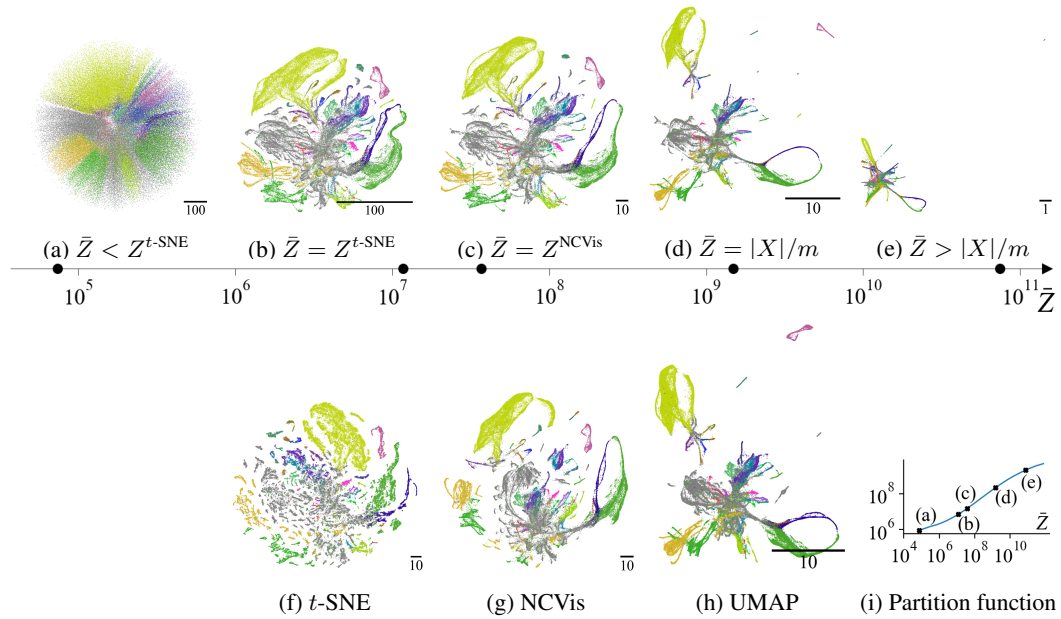 100
100
10
10
1
(a) Z̄ < Z^{t-SNE}
(b) Z̄ = Z^{t-SNE}
(c) Z̄ = Z^{NCVis}
(d) Z̄ = |X|/m
(e) Z̄ > |X|/m
10^5
10^6
10^7
10^8
10^9
10^{10}
10^{11}
Z̄
10
10
10
10^8
10^6
(a)
(b)
(c)
(d)
(e)
Z̄
10^4
10^6
10^8
10^{10}
(f) t-SNE
(g) NCVis
(h) UMAP
(i) Partition function